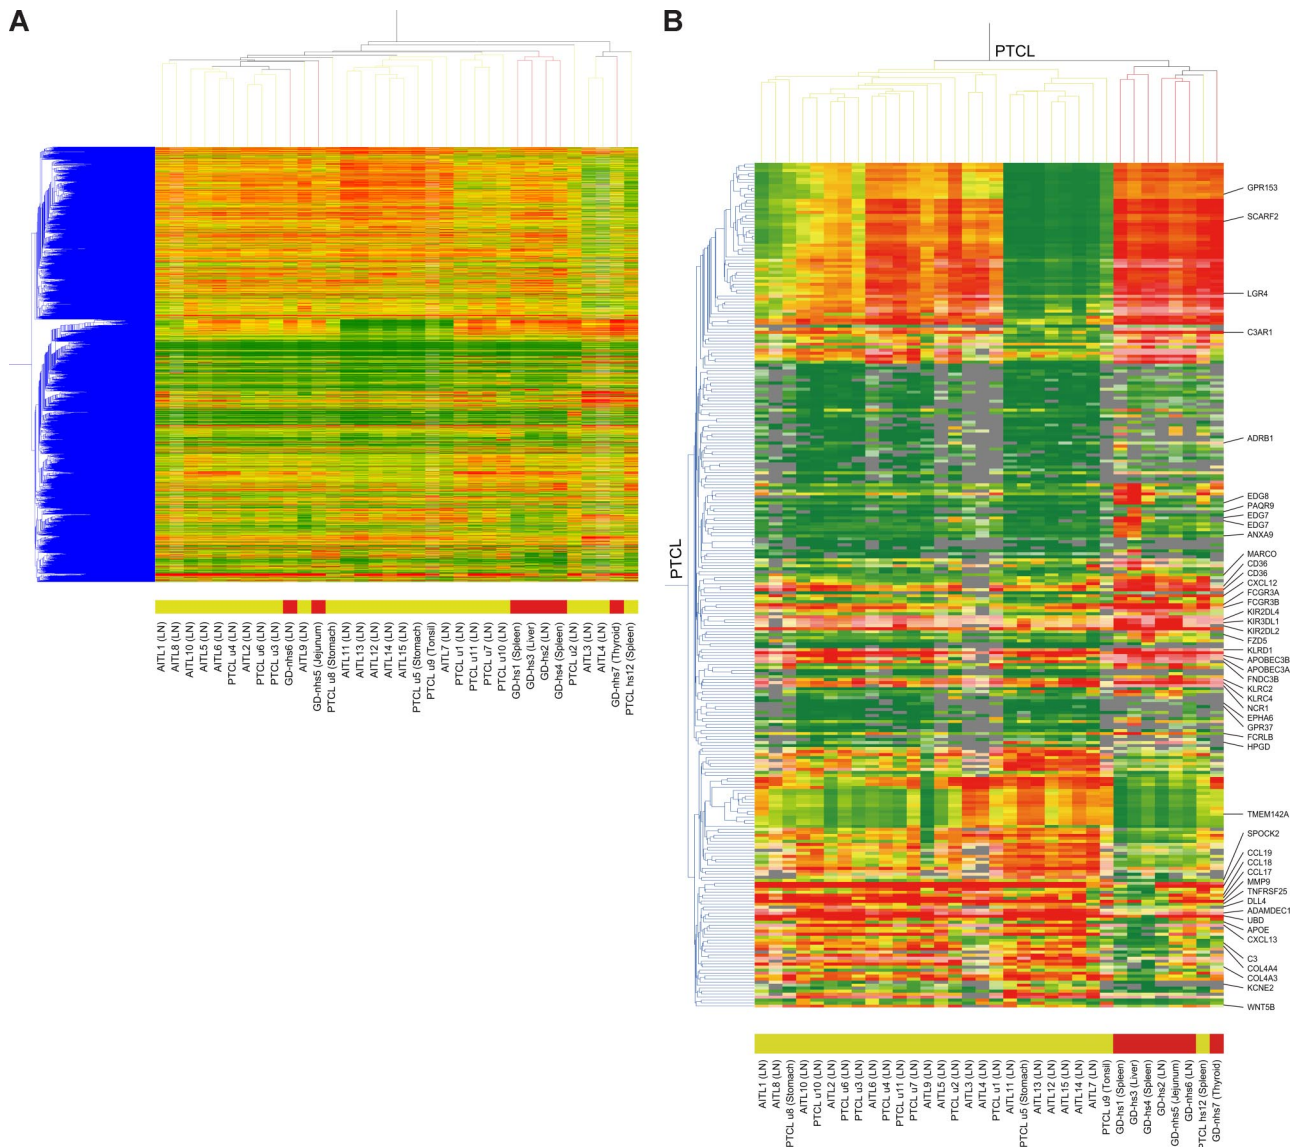 A
B
PTCL
PTCL
GPR153
SCARF2
LGR4
C3AR1
ADRB1
EDG8
PAQR9
EDG7
EDG7
ANXA9
MARCO
CD36
CD36
CXCL12
FCGR3A
FCGR3B
KIR2DL4
KIR3DL1
KIR2DL2
FZD5
KLRD1
APOBEC3B
APOBEC3A
FNDC3B
KLRC2
KLRC4
NCR1
EPHA6
GPR37
FCRLB
HPGD
TMEM142A
SPOCK2
CCL19
CCL18
CCL17
MMP9
TNFRSF25
DLL4
ADAMDEC1
UBD
APOE
CXCL13
C3
COL4A4
COL4A3
KCNE2
WNT5B
AITL1 (LN)
AITL8 (LN)
AITL10 (LN)
AITL5 (LN)
AITL6 (LN)
PTCL u4 (LN)
AITL2 (LN)
PTCL u6 (LN)
PTCL u3 (LN)
GD-nhs6 (LN)
AITL9 (LN)
GD-nhs5 (Jejunum)
PTCL u8 (Stomach)
AITL11 (LN)
AITL13 (LN)
AITL12 (LN)
AITL14 (LN)
AITL15 (LN)
PTCL u5 (Stomach)
PTCL u9 (Tonsil)
AITL7 (LN)
PTCL u1 (LN)
PTCL u11 (LN)
PTCL u7 (LN)
PTCL u10 (LN)
GD-hs1 (Spleen)
GD-hs3 (Liver)
GD-hs2 (LN)
GD-hs4 (Spleen)
PTCL u2 (LN)
AITL3 (LN)
AITL4 (LN)
GD-nhs7 (Thyroid)
PTCL hs12 (Spleen)
AITL1 (LN)
AITL8 (LN)
PTCL u8 (Stomach)
AITL10 (LN)
PTCL u10 (LN)
AITL2 (LN)
PTCL u6 (LN)
PTCL u3 (LN)
AITL6 (LN)
PTCL u4 (LN)
PTCL u11 (LN)
PTCL u7 (LN)
AITL9 (LN)
AITL5 (LN)
PTCL u2 (LN)
AITL3 (LN)
AITL4 (LN)
PTCL u1 (LN)
AITL11 (LN)
PTCL u5 (Stomach)
AITL13 (LN)
AITL12 (LN)
AITL15 (LN)
AITL14 (LN)
AITL7 (LN)
PTCL u9 (Tonsil)
GD-hs1 (Spleen)
GD-hs3 (Liver)
GD-hs4 (Spleen)
GD-hs2 (LN)
GD-nhs5 (Jejunum)
GD-nhs6 (LN)
PTCL hs12 (Spleen)
GD-nhs7 (Thyroid)